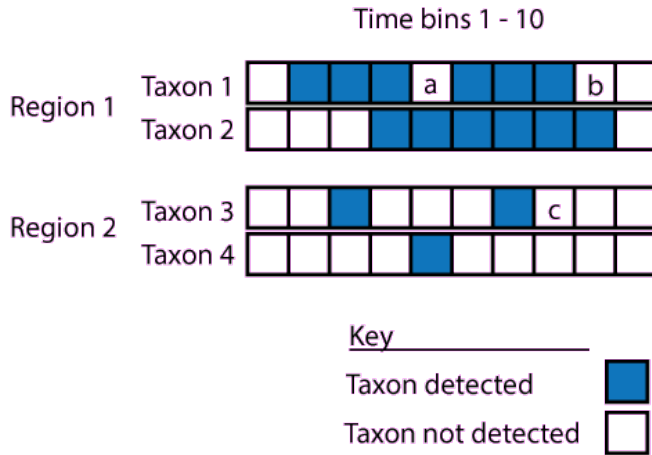 Time bins 1 - 10
Region 1
Taxon 1
a
b
Taxon 2
Region 2
Taxon 3
c
Taxon 4
Key
Taxon detected
Taxon not detected